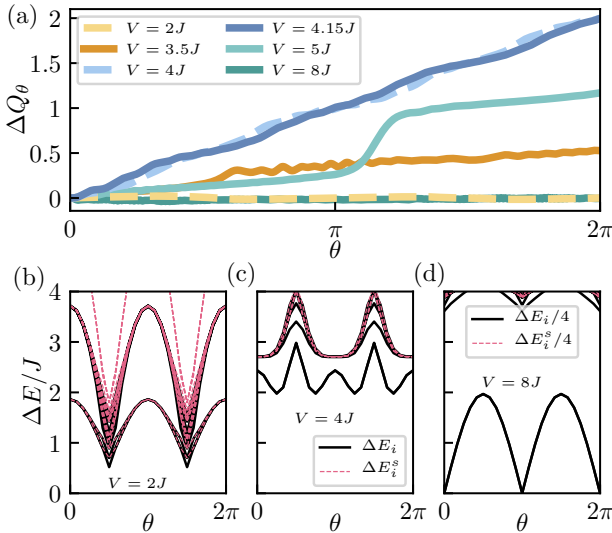 (a)
V = 2J
V = 3.5J
V = 4J
V = 4.15J
V = 5J
V = 8J
2
1.5
1
0.5
0
ΔQ_θ
0
π
2π
θ
(b)
(c)
(d)
4
3
2
1
0
ΔE/J
V = 2J
0
2π
θ
V = 4J
ΔE_i
ΔE_i^s
0
2π
θ
ΔE_i/4
ΔE_i^s/4
V = 8J
0
2π
θ